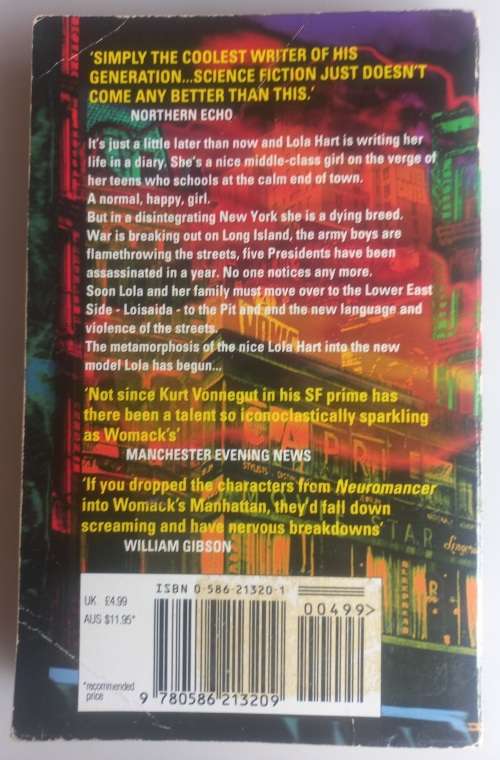 'SIMPLY THE COOLEST WRITER OF HIS
GENERATION...SCIENCE FICTION JUST DOESN'T
COME ANY BETTER THAN THIS.'
NORTHERN ECHO
It's just a little later than now and Lola Hart is writing her
life in a diary. She's a nice middle-class girl on the verge of
her teens who schools at the calm end of town.
A normal, happy, girl.
But in a disintegrating New York she is a dying breed.
War is breaking out on Long Island, the army boys are
flamethrowing the streets, five Presidents have been
assassinated in a year. No one notices any more.
Soon Lola and her family must move over to the Lower East
Side - Loisaida - to the Pit and and the new language and
violence of the streets.
The metamorphosis of the nice Lola Hart into the new
model Lola has begun...
'Not since Kurt Vonnegut in his SF prime has
there been a talent so iconoclastically sparkling
as Womack's'
MANCHESTER EVENING NEWS
'If you dropped the characters from Neuromancer
into Womack's Manhattan, they'd fall down
screaming and have nervous breakdowns'
WILLIAM GIBSON
UK £4.99
AUS $11.95*
*recommended
price
ISBN 0-586-21320-1
00499>
9 780586 213209